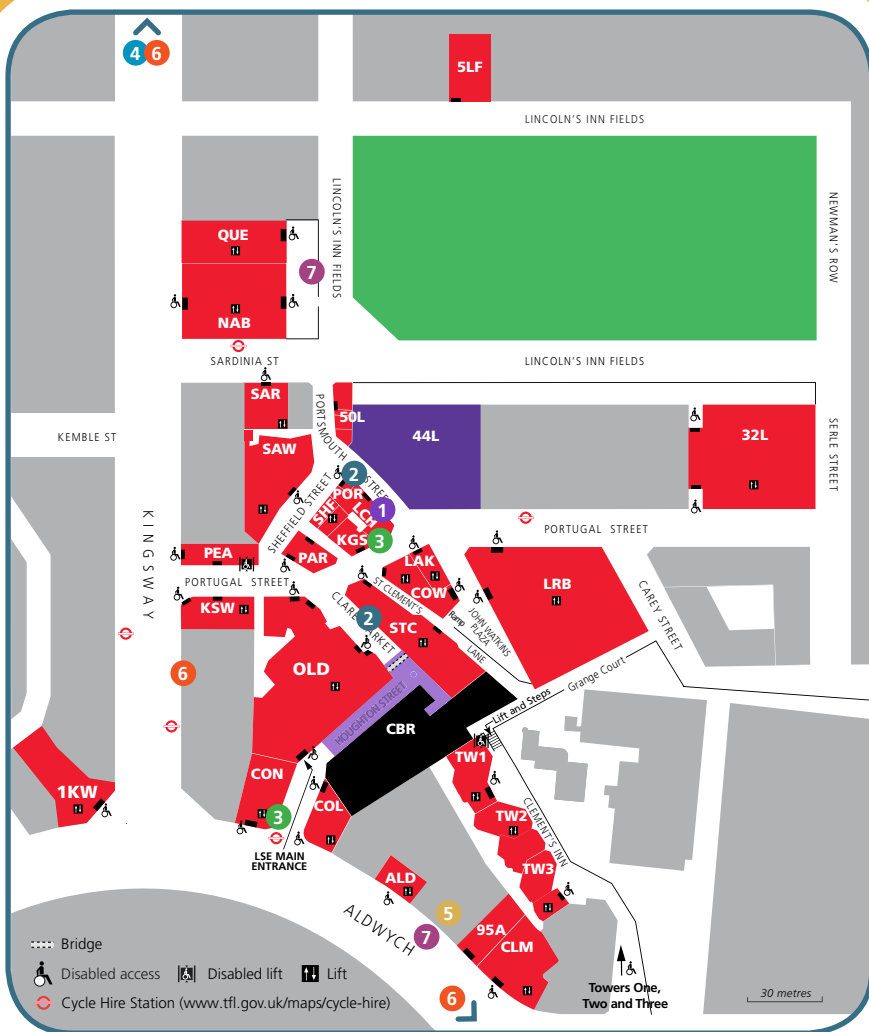 4 6
5LF
LINCOLN'S INN FIELDS
LINCOLN'S INN FIELDS
NEWMAN'S ROW
QUE
7
NAB
SARDINIA ST
LINCOLN'S INN FIELDS
SAR
PORTSMOUTH STREET
50L
44L
32L
SERLE STREET
KEMBLE ST
SAW
2
POR
SHF
LCH
1
SHEFFIELD STREET
KGS
3
PORTUGAL STREET
KINGSWAY
PEA
PAR
LAK
COW
LRB
PORTUGAL STREET
KSW
ST CLEMENT'S
LANE
Ramp
JOHN WATKINS
PLAZA
CAREY STREET
CLARE MARKET
2
STC
OLD
6
HOUGHTON STREET
CBR
Grange Court
Lift and Steps
TW1
CON
COL
1KW
3
TW2
CLEMENT'S INN
LSE MAIN
ENTRANCE
TW3
ALD
ALDWYCH
5
7
95A
CLM
6
Towers One,
Two and Three
30 metres
Bridge
Disabled access
Disabled lift
Lift
Cycle Hire Station (www.tfl.gov.uk/maps/cycle-hire)